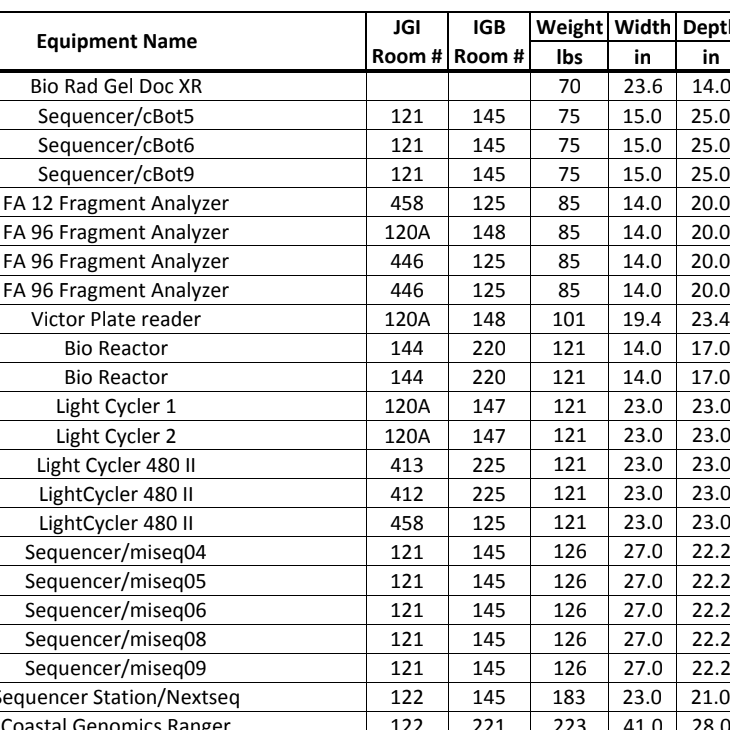 Equipment Name JGI Room # IGB Room # Weight lbs Width in Depth in
Bio Rad Gel Doc XR 70 23.6 14.0
Sequencer/cBot5 121 145 75 15.0 25.0
Sequencer/cBot6 121 145 75 15.0 25.0
Sequencer/cBot9 121 145 75 15.0 25.0
FA 12 Fragment Analyzer 458 125 85 14.0 20.0
FA 96 Fragment Analyzer 120A 148 85 14.0 20.0
FA 96 Fragment Analyzer 446 125 85 14.0 20.0
FA 96 Fragment Analyzer 446 125 85 14.0 20.0
Victor Plate reader 120A 148 101 19.4 23.4
Bio Reactor 144 220 121 14.0 17.0
Bio Reactor 144 220 121 14.0 17.0
Light Cycler 1 120A 147 121 23.0 23.0
Light Cycler 2 120A 147 121 23.0 23.0
Light Cycler 480 II 413 225 121 23.0 23.0
LightCycler 480 II 412 225 121 23.0 23.0
LightCycler 480 II 458 125 121 23.0 23.0
Sequencer/miseq04 121 145 126 27.0 22.2
Sequencer/miseq05 121 145 126 27.0 22.2
Sequencer/miseq06 121 145 126 27.0 22.2
Sequencer/miseq08 121 145 126 27.0 22.2
Sequencer/miseq09 121 145 126 27.0 22.2
Sequencer Station/Nextseq 122 145 183 23.0 21.0
Coastal Genomics Ranger 122 221 223 41.0 28.0